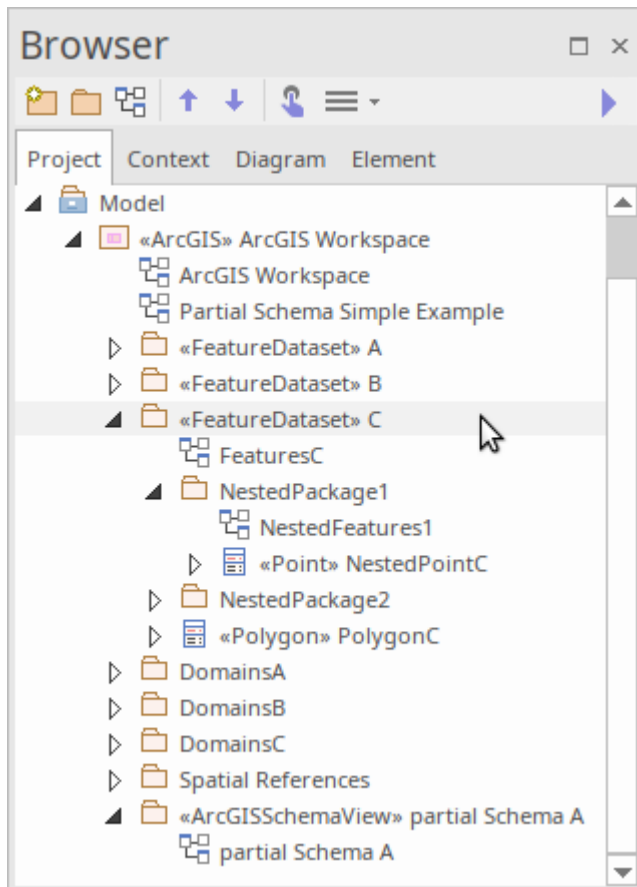 Browser
Project Context Diagram Element
Model
«ArcGIS» ArcGIS Workspace
ArcGIS Workspace
Partial Schema Simple Example
«FeatureDataset» A
«FeatureDataset» B
«FeatureDataset» C
FeaturesC
NestedPackage1
NestedFeatures1
«Point» NestedPointC
NestedPackage2
«Polygon» PolygonC
DomainsA
DomainsB
DomainsC
Spatial References
«ArcGISSchemaView» partial Schema A
partial Schema A